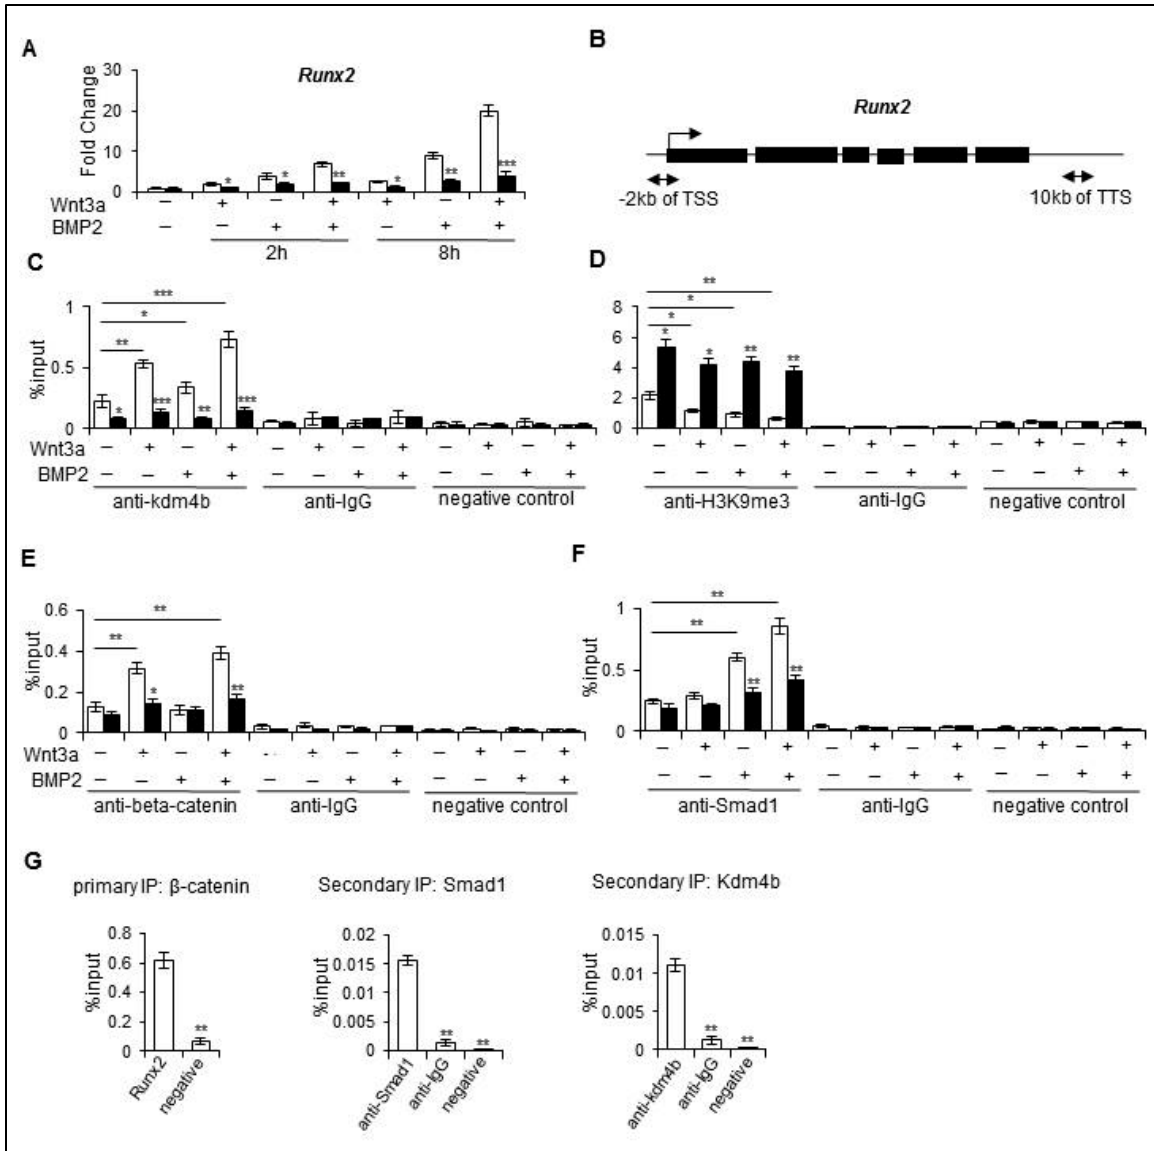 A
Runx2
Fold Change
30
20
10
0
* * ** * ** ***
Wnt3a – + – + + – +
BMP2 – – + + – + +
2h 8h
B
Runx2
-2kb of TSS
10kb of TTS
C
***
*
**
1
0.5
0
%input
* *** ** ***
Wnt3a – + – + – + – + – + – +
BMP2 – – + + – – + + – – + +
anti-kdm4b anti-IgG negative control
D
**
*
*
8
6
4
2
0
* * ** **
– + – + – + – + – + – +
– – + + – – + + – – + +
anti-H3K9me3 anti-IgG negative control
E
**
**
0.6
0.4
0.2
0
%input
* **
Wnt3a – + – + + – + – + – +
BMP2 – – + + – – + + – – + +
anti-beta-catenin anti-IgG negative control
F
**
**
1
0.5
0
%input
** **
– + – + – + – + – + – +
– – + + – – + + – – + +
anti-Smad1 anti-IgG negative control
G
primary IP: β-catenin
%input
0.8
0.6
0.4
0.2
0
**
Runx2
negative
Secondary IP: Smad1
%input
0.02
0.015
0.01
0.005
0
** **
anti-Smad1
anti-IgG
negative
Secondary IP: Kdm4b
%input
0.015
0.01
0.005
0
** **
anti-kdm4b
anti-IgG
negative